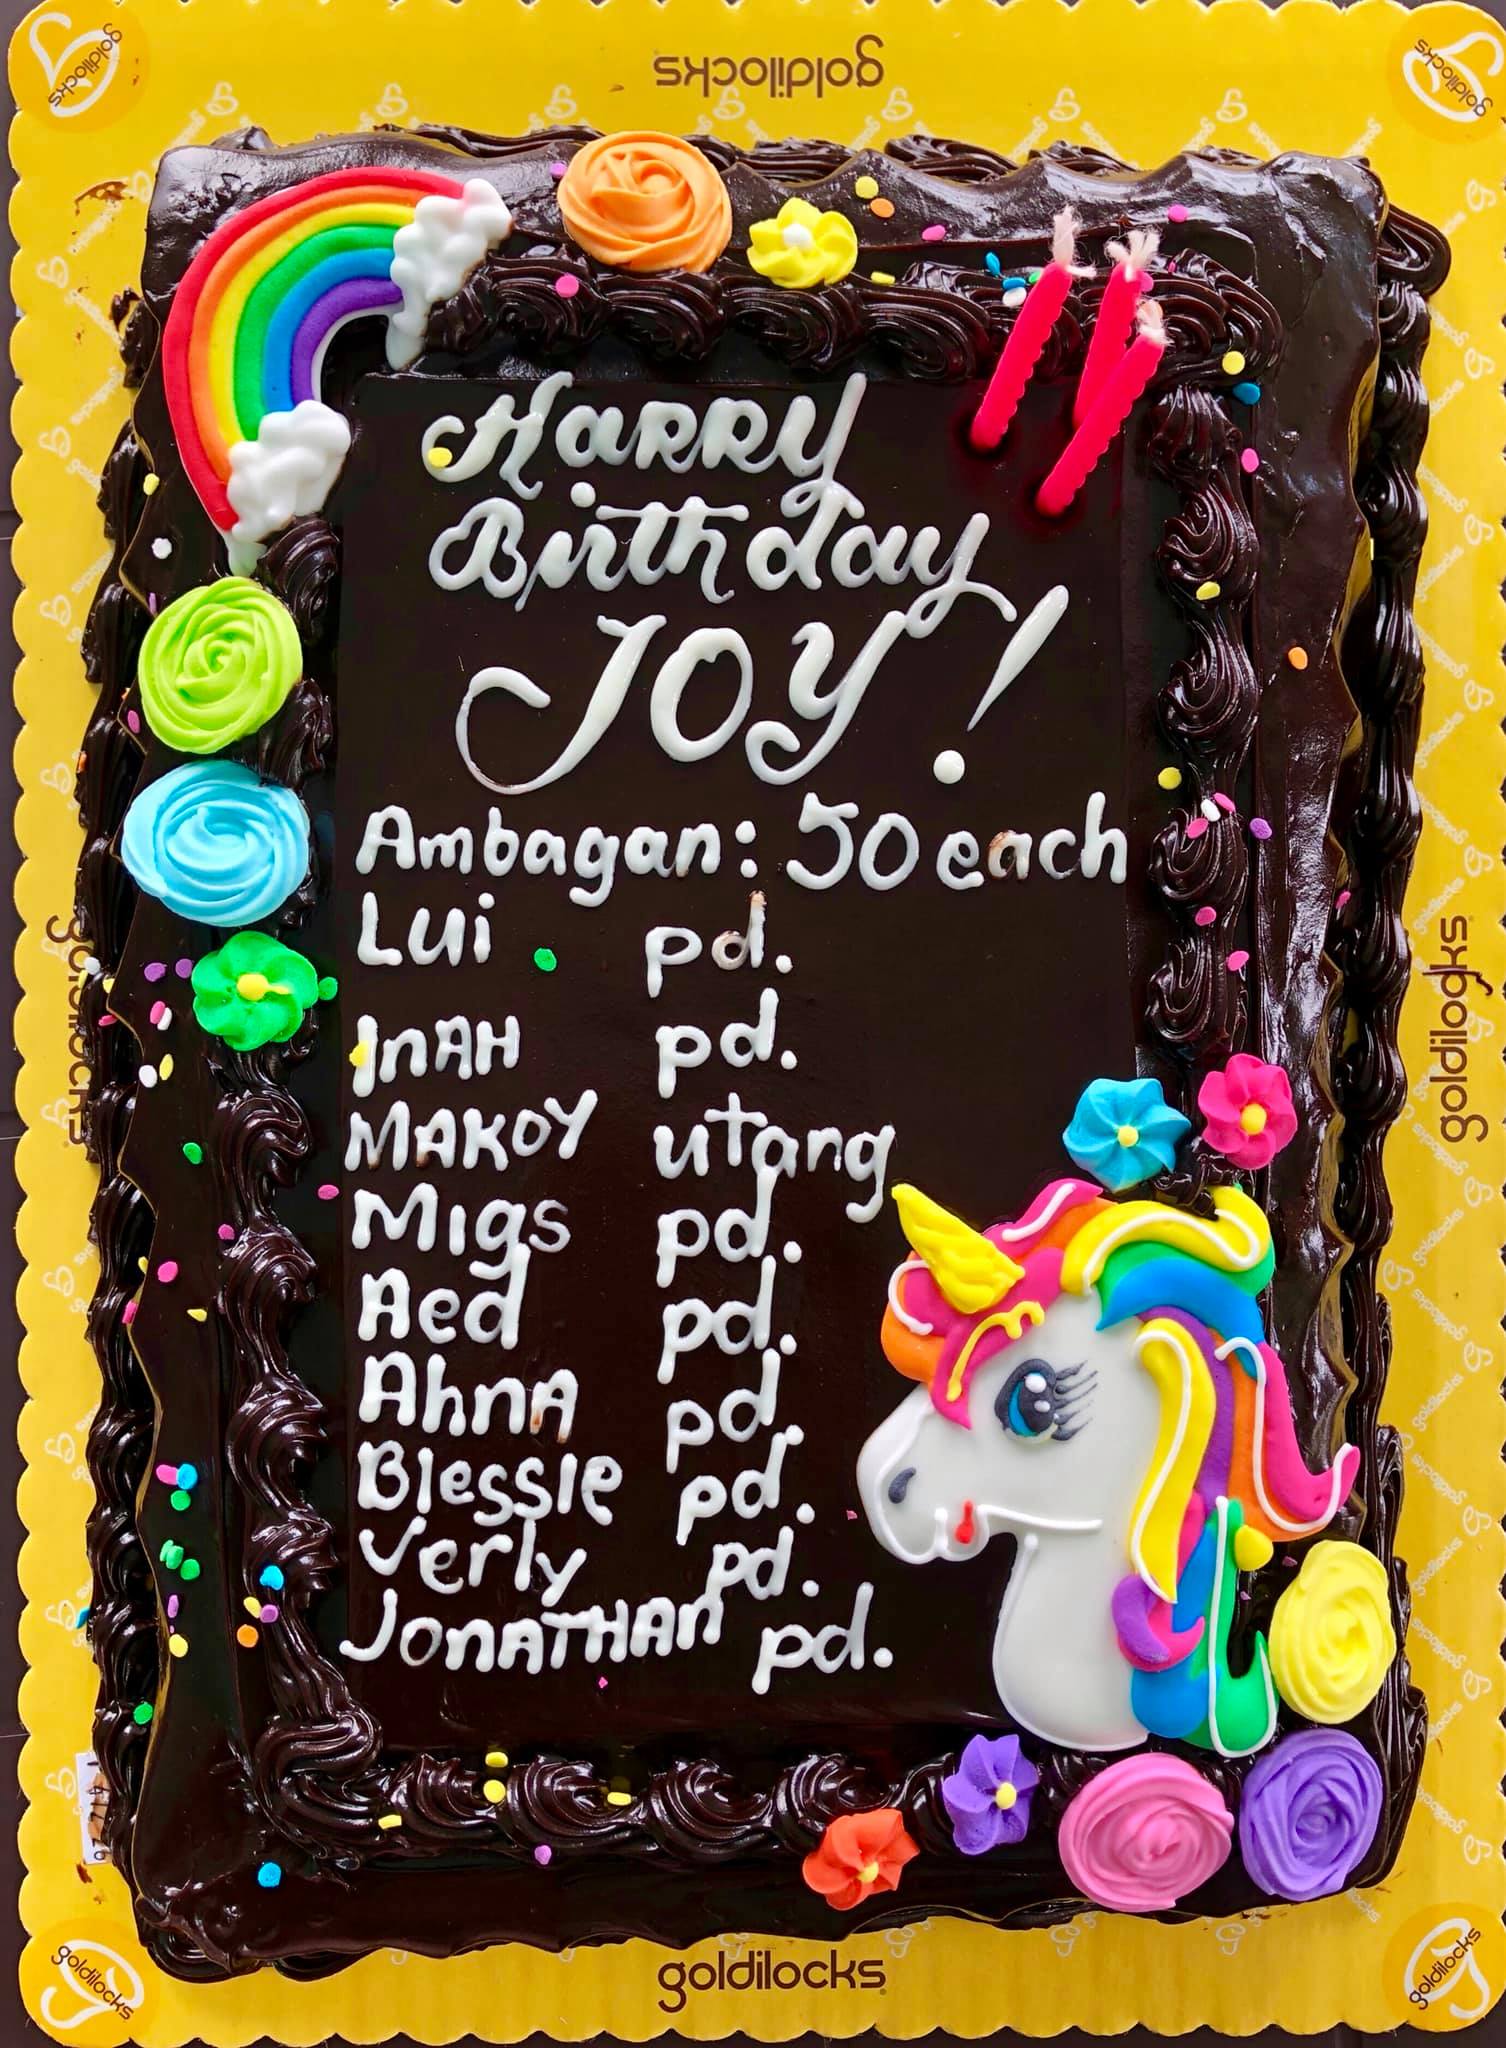 goldilocks
goldilocks
goldilocks
HaRRy
Birthday
JOY!
Ambagan: 50 each
Lui pd.
InAH pd.
MAKOY utang
Migs pd.
Aed pd.
AhnA pd.
BlessIe pd.
Verly pd.
JonATHAn pd.
goldilocks
goldilocks
goldilocks
goldilocks
goldilocks